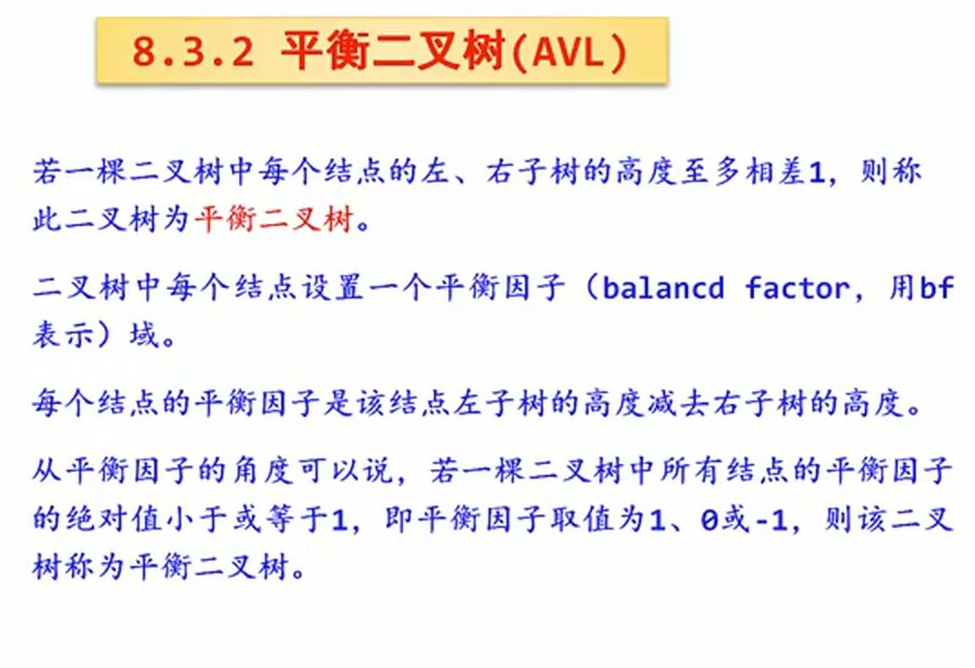 8.3.2 平衡二叉树(AVL)
若一棵二叉树中每个结点的左、右子树的高度至多相差1，则称
此二叉树为平衡二叉树。
二叉树中每个结点设置一个平衡因子（balancd factor，用bf
表示）域。
每个结点的平衡因子是该结点左子树的高度减去右子树的高度。
从平衡因子的角度可以说，若一棵二叉树中所有结点的平衡因子
的绝对值小于或等于1，即平衡因子取值为1、0或-1，则该二叉
树称为平衡二叉树。